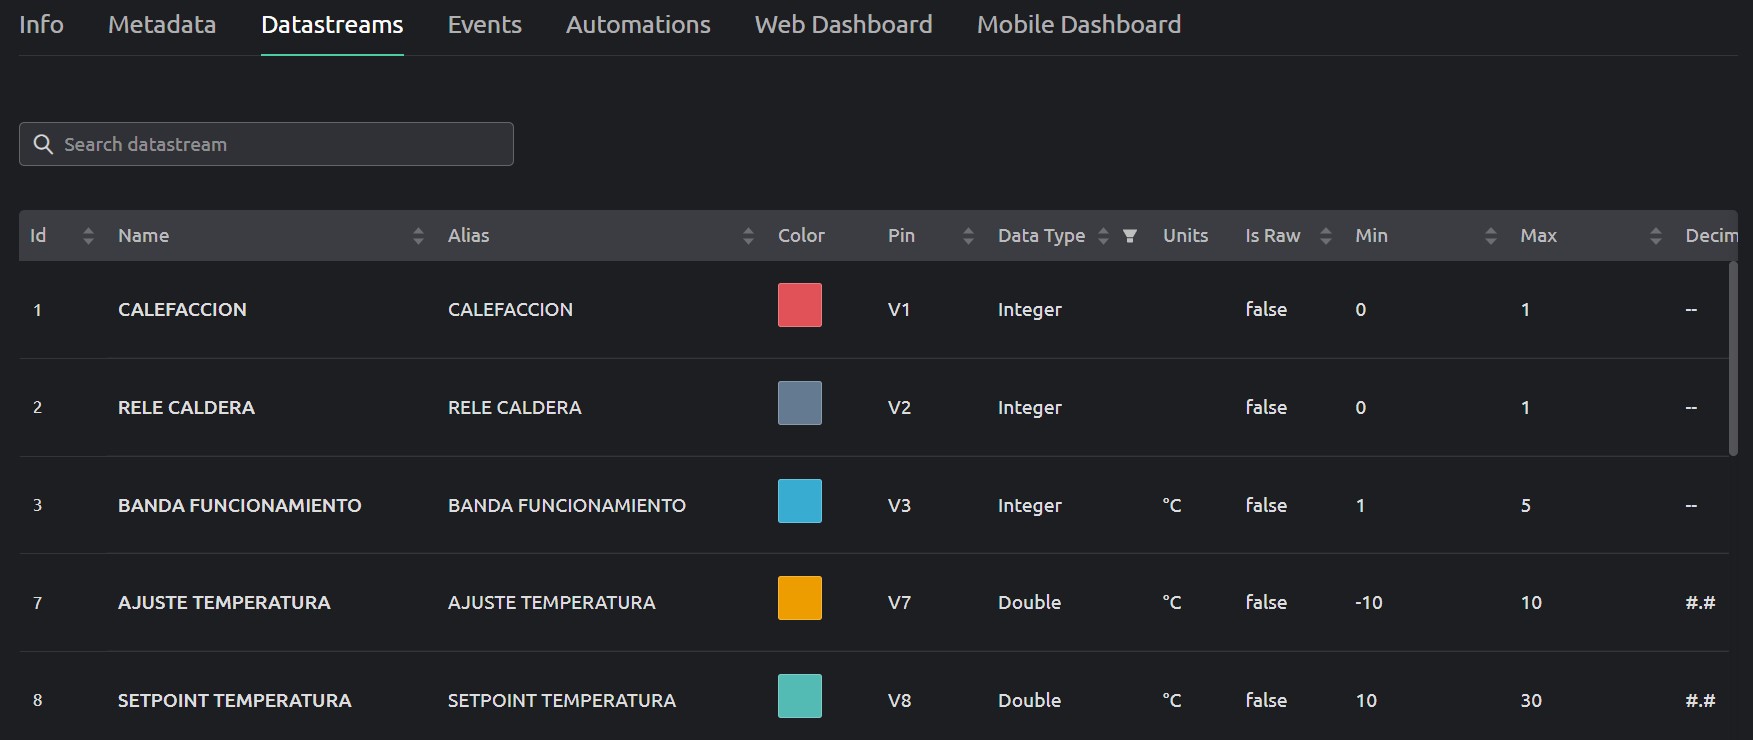 Info Metadata Datastreams Events Automations Web Dashboard Mobile Dashboard
Search datastream
Id Name Alias Color Pin Data Type Units Is Raw Min Max Decim
1 CALEFACCION CALEFACCION V1 Integer false 0 1 --
2 RELE CALDERA RELE CALDERA V2 Integer false 0 1 --
3 BANDA FUNCIONAMIENTO BANDA FUNCIONAMIENTO V3 Integer °C false 1 5 --
7 AJUSTE TEMPERATURA AJUSTE TEMPERATURA V7 Double °C false -10 10 #.#
8 SETPOINT TEMPERATURA SETPOINT TEMPERATURA V8 Double °C false 10 30 #.#